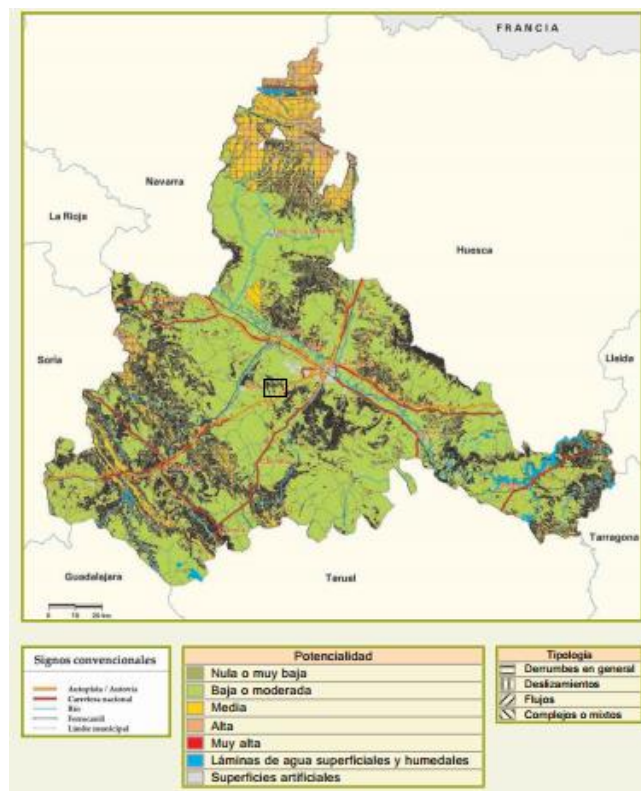 FRANCIA
Navarra
La Rioja
Huesca
Soria
Lleida
Tarragona
Guadalajara
Teruel
0 10 20 km
Signos convencionales
Autopista / Autovía
Carretera nacional
Río
Ferrocarril
Límite municipal
Potencialidad
Nula o muy baja
Baja o moderada
Media
Alta
Muy alta
Láminas de agua superficiales y humedales
Superficies artificiales
Tipología
Derrumbes en general
Deslizamientos
Flujos
Complejos o mixtos